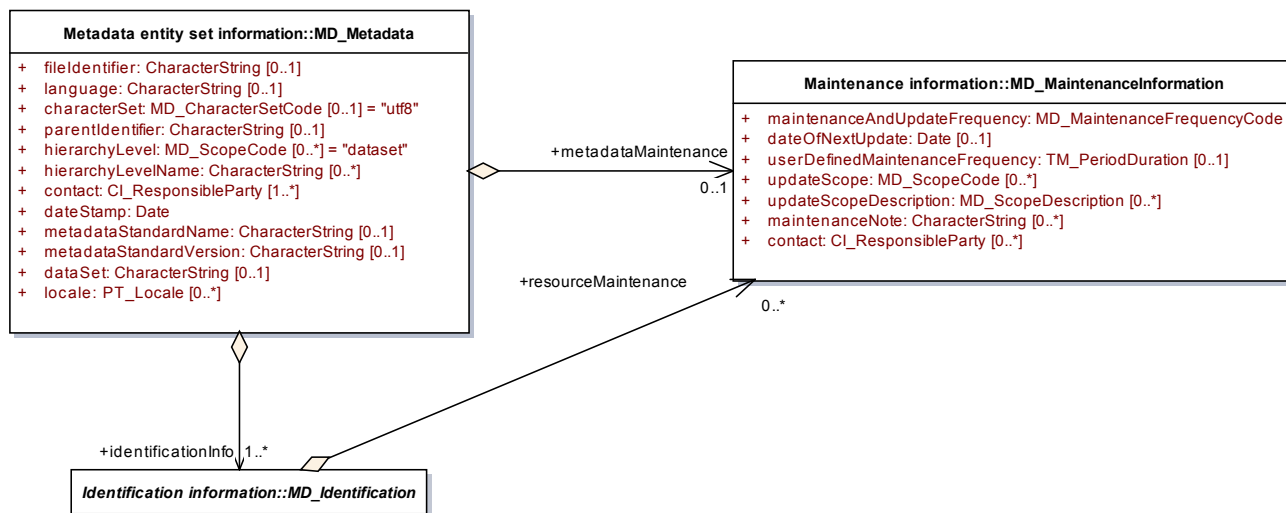 Metadata entity set information::MD_Metadata
+ fileIdentifier: CharacterString [0..1]
+ language: CharacterString [0..1]
+ characterSet: MD_CharacterSetCode [0..1] = "utf8"
+ parentIdentifier: CharacterString [0..1]
+ hierarchyLevel: MD_ScopeCode [0..*] = "dataset"
+ hierarchyLevelName: CharacterString [0..*]
+ contact: CI_ResponsibleParty [1..*]
+ dateStamp: Date
+ metadataStandardName: CharacterString [0..1]
+ metadataStandardVersion: CharacterString [0..1]
+ dataSet: CharacterString [0..1]
+ locale: PT_Locale [0..*]
+metadataMaintenance
0..1
Maintenance information::MD_MaintenanceInformation
+ maintenanceAndUpdateFrequency: MD_MaintenanceFrequencyCode
+ dateOfNextUpdate: Date [0..1]
+ userDefinedMaintenanceFrequency: TM_PeriodDuration [0..1]
+ updateScope: MD_ScopeCode [0..*]
+ updateScopeDescription: MD_ScopeDescription [0..*]
+ maintenanceNote: CharacterString [0..*]
+ contact: CI_ResponsibleParty [0..*]
+resourceMaintenance
0..*
+identificationInfo 1..*
Identification information::MD_Identification